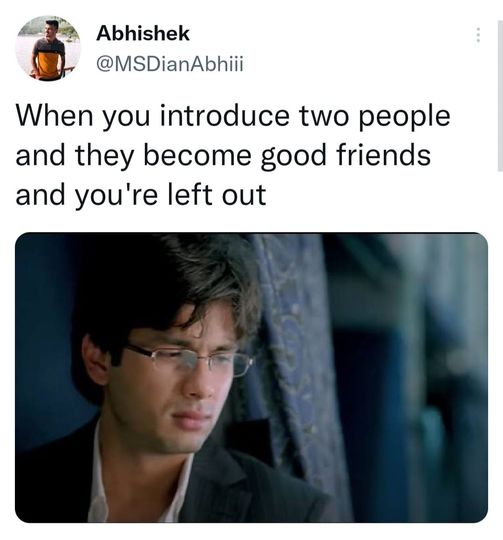 Abhishek
@MSDianAbhiii
When you introduce two people
and they become good friends
and you're left out